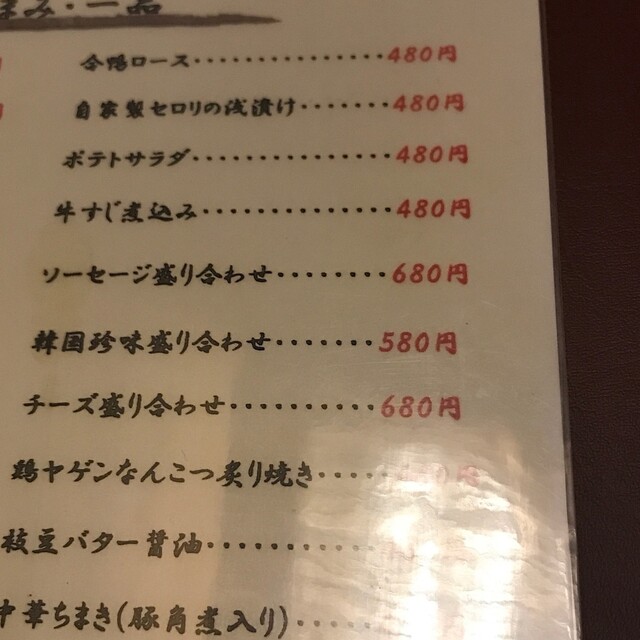 まみ・一品
合鴨ロース・・・・・・・・・・・・・・・480円
自家製セロリの浅漬け・・・・・・・480円
ポテトサラダ・・・・・・・・・・・・・・・480円
牛すじ煮込み・・・・・・・・・・・・・・480円
ソーセージ盛り合わせ・・・・・・・・680円
韓国珍味盛り合わせ・・・・・・・580円
チーズ盛り合わせ・・・・・・・・・・680円
鶏ヤゲンなんこつ炙り焼き・・・・・
枝豆バター醤油・・・・・・・・・・・
中華ちまき(豚角煮入り)・・・・・